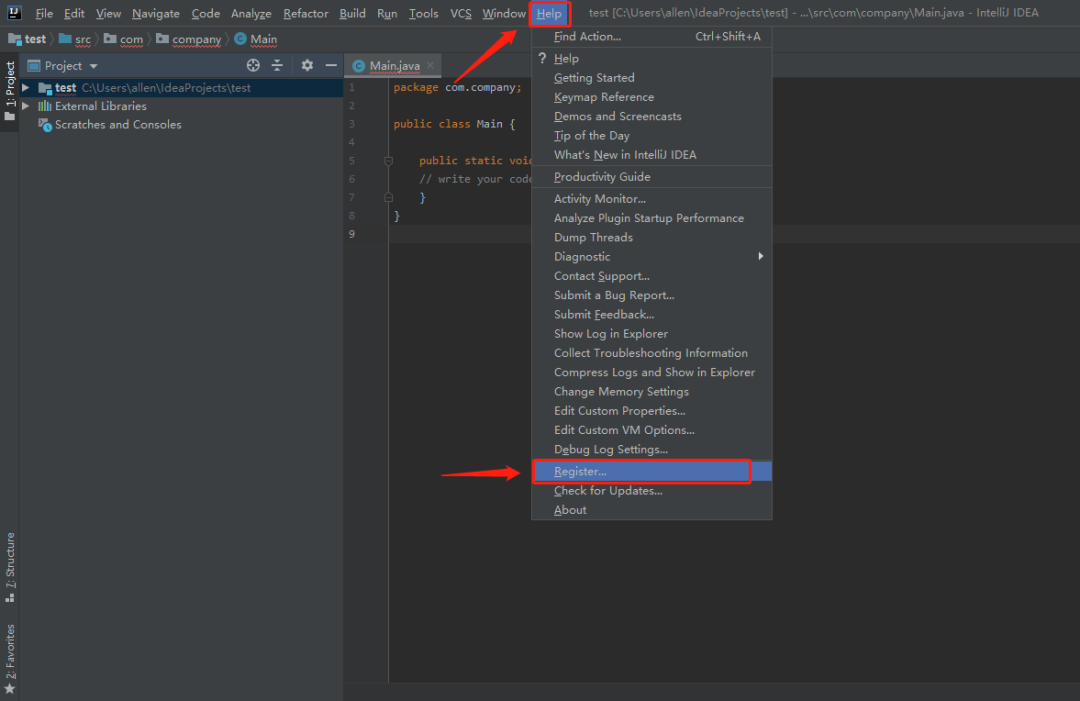 IJ File Edit View Navigate Code Analyze Refactor Build Run Tools VCS Window Help test [C:\Users\allen\IdeaProjects\test] - ...\src\com\company\Main.java - IntelliJ IDEA
test src com company C Main
1: Project
Project
C Main.java
test C:\Users\allen\IdeaProjects\test
External Libraries
Scratches and Consoles
1 package com.company;
2
3 public class Main {
4
5 public static void
6 // write your code
7 }
8 }
9
Find Action... Ctrl+Shift+A
? Help
Getting Started
Keymap Reference
Demos and Screencasts
Tip of the Day
What's New in IntelliJ IDEA
Productivity Guide
Activity Monitor...
Analyze Plugin Startup Performance
Dump Threads
Diagnostic
Contact Support...
Submit a Bug Report...
Submit Feedback...
Show Log in Explorer
Collect Troubleshooting Information
Compress Logs and Show in Explorer
Change Memory Settings
Edit Custom Properties...
Edit Custom VM Options...
Debug Log Settings...
Register...
Check for Updates...
About
7: Structure
2: Favorites